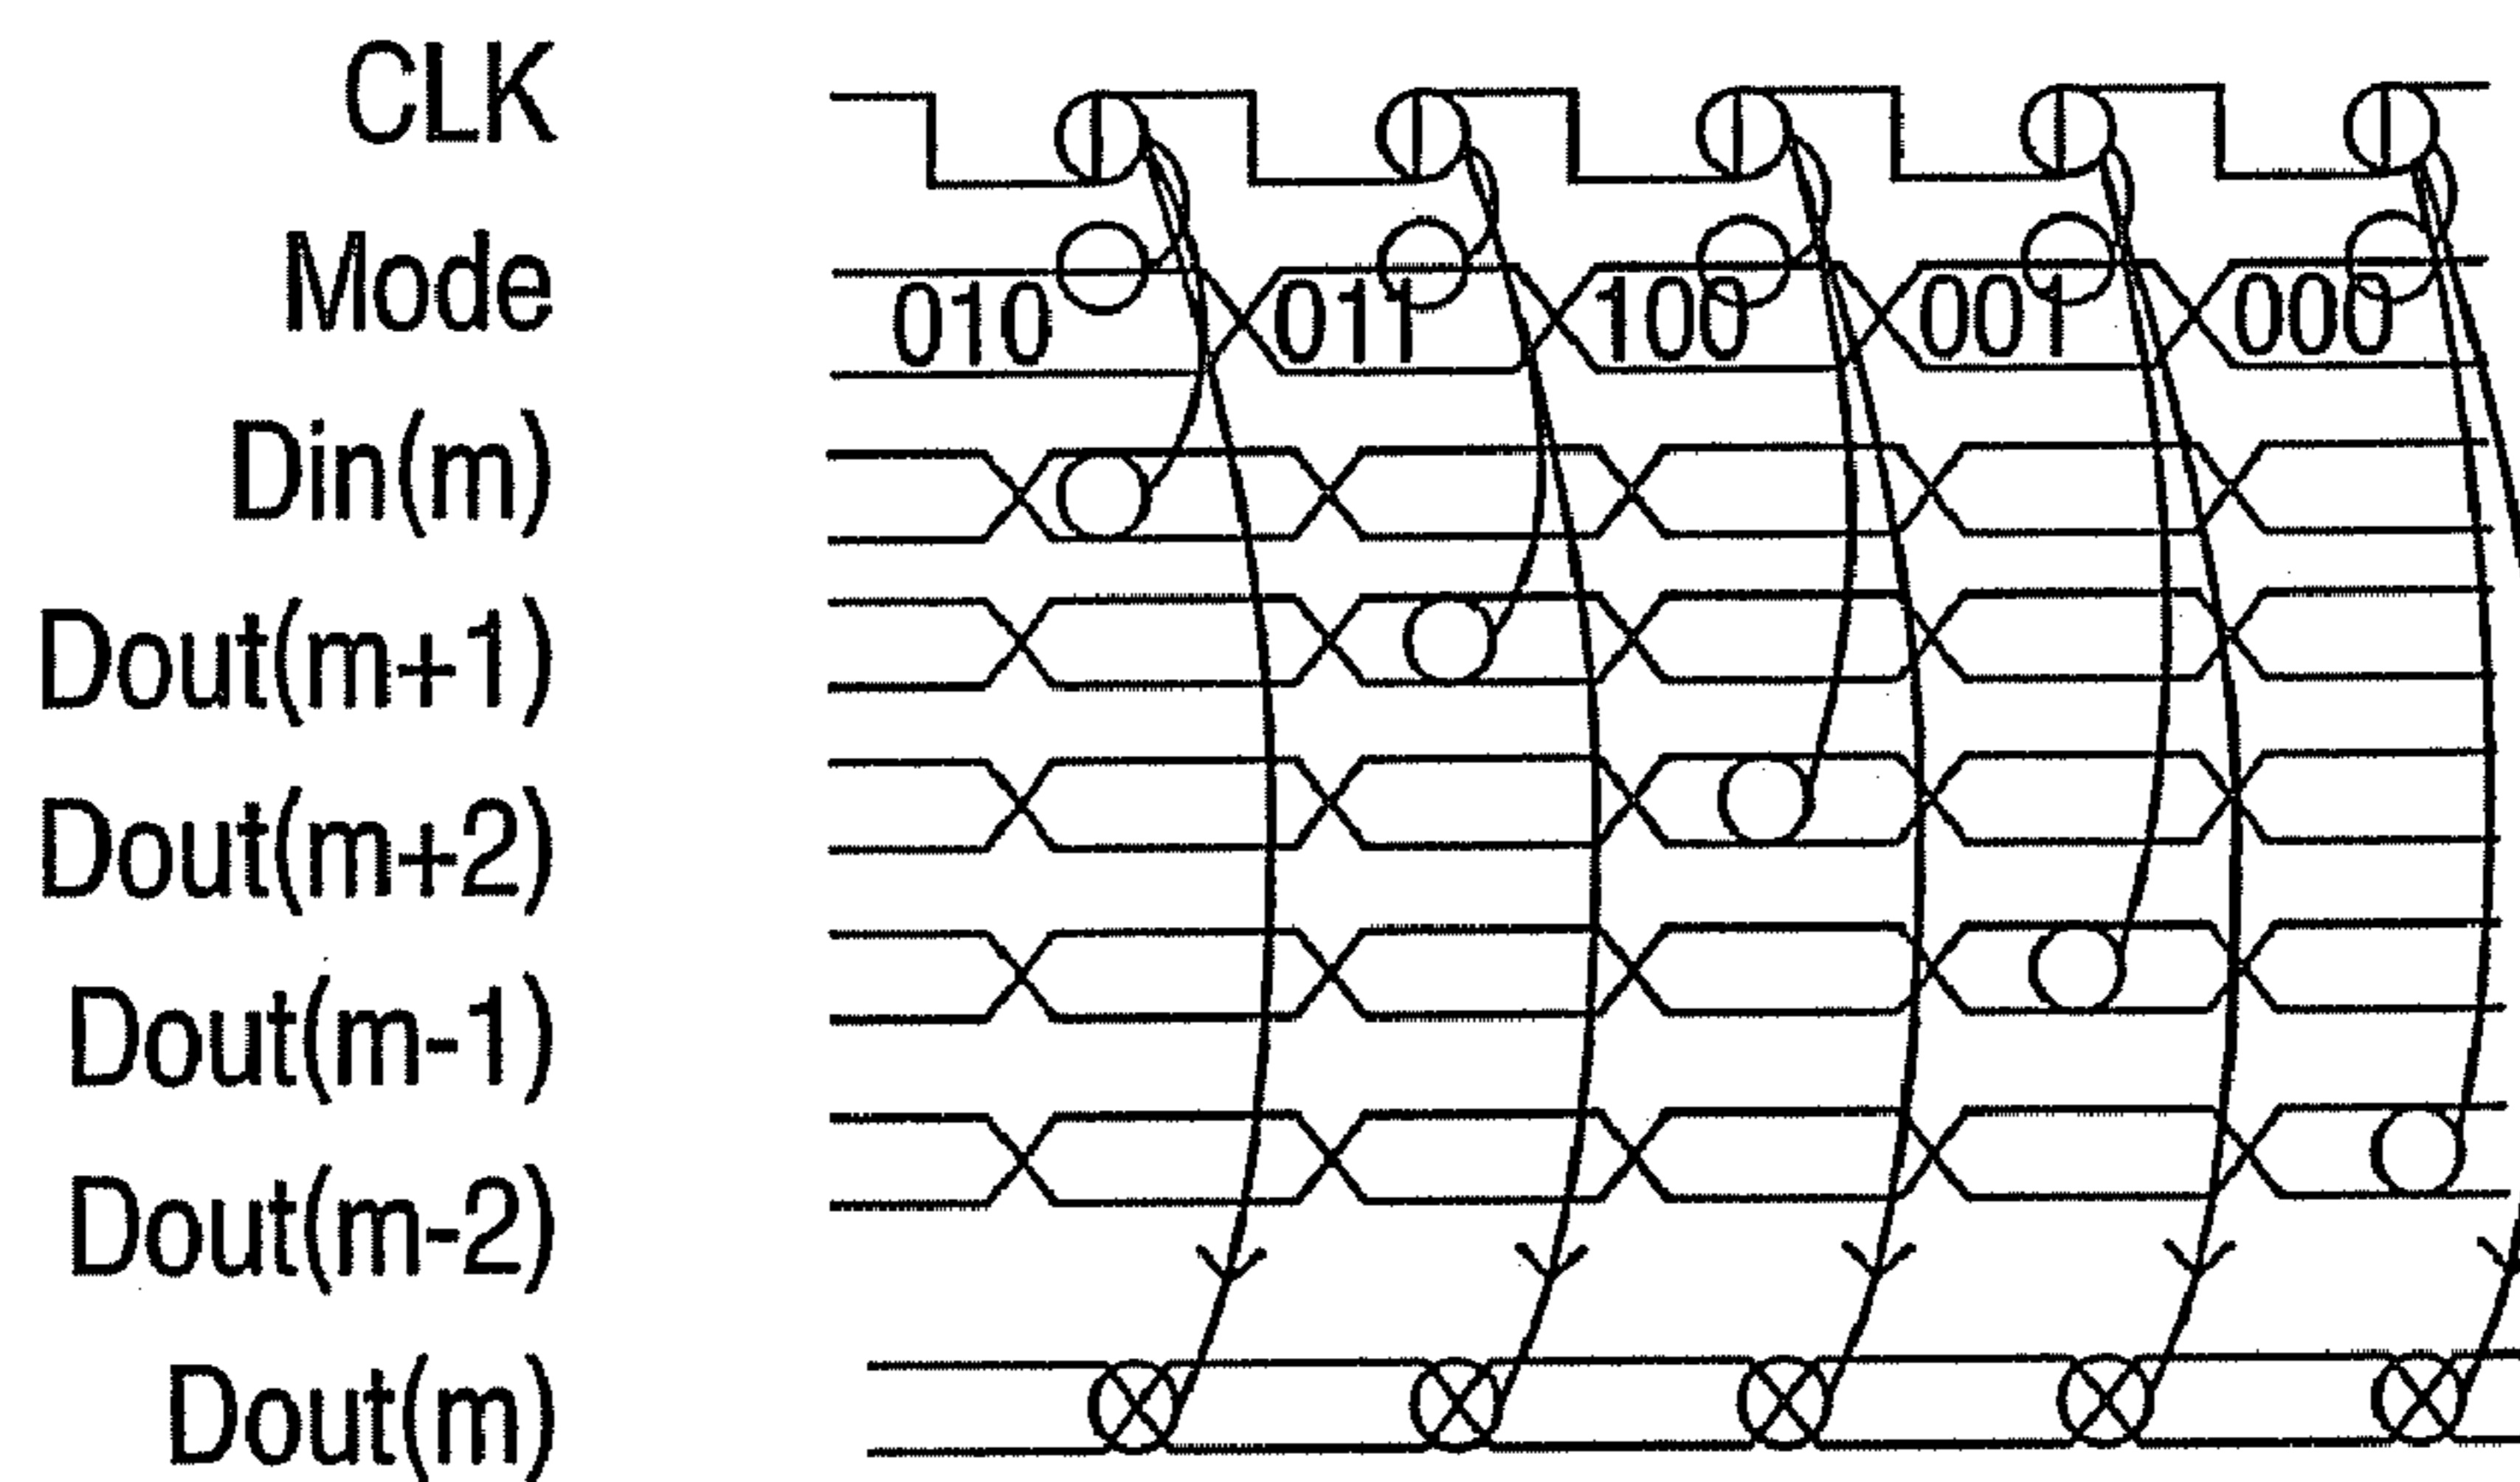 CLK
Mode 010 011 100 001 000
Din(m)
Dout(m+1)
Dout(m+2)
Dout(m-1)
Dout(m-2)
Dout(m)